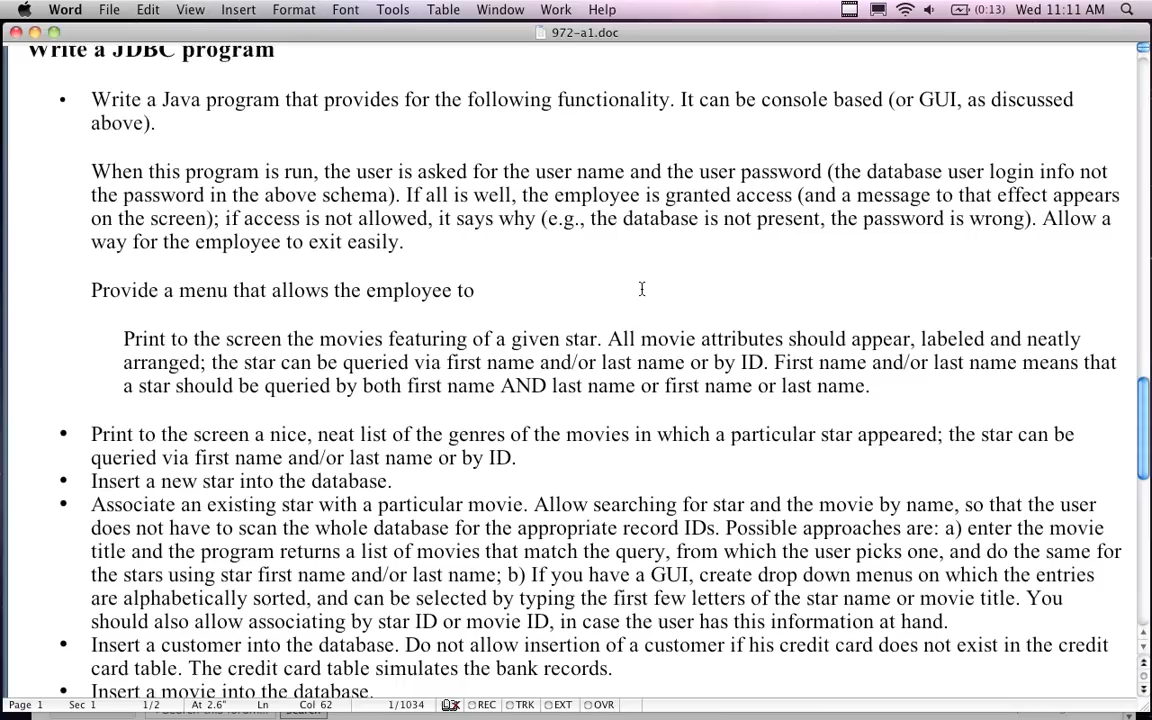 Word File Edit View Insert Format Font Tools Table Window Work Help (0:13) Wed 11:11 AM
972-a1.doc
Write a JDBC program
• Write a Java program that provides for the following functionality. It can be console based (or GUI, as discussed
above).
When this program is run, the user is asked for the user name and the user password (the database user login info not
the password in the above schema). If all is well, the employee is granted access (and a message to that effect appears
on the screen); if access is not allowed, it says why (e.g., the database is not present, the password is wrong). Allow a
way for the employee to exit easily.
Provide a menu that allows the employee to
Print to the screen the movies featuring of a given star. All movie attributes should appear, labeled and neatly
arranged; the star can be queried via first name and/or last name or by ID. First name and/or last name means that
a star should be queried by both first name AND last name or first name or last name.
• Print to the screen a nice, neat list of the genres of the movies in which a particular star appeared; the star can be
queried via first name and/or last name or by ID.
• Insert a new star into the database.
• Associate an existing star with a particular movie. Allow searching for star and the movie by name, so that the user
does not have to scan the whole database for the appropriate record IDs. Possible approaches are: a) enter the movie
title and the program returns a list of movies that match the query, from which the user picks one, and do the same for
the stars using star first name and/or last name; b) If you have a GUI, create drop down menus on which the entries
are alphabetically sorted, and can be selected by typing the first few letters of the star name or movie title. You
should also allow associating by star ID or movie ID, in case the user has this information at hand.
• Insert a customer into the database. Do not allow insertion of a customer if his credit card does not exist in the credit
card table. The credit card table simulates the bank records.
• Insert a movie into the database.
Page 1 Sec 1 1/2 At 2.6" Ln Col 62 1/1034 REC TRK EXT OVR